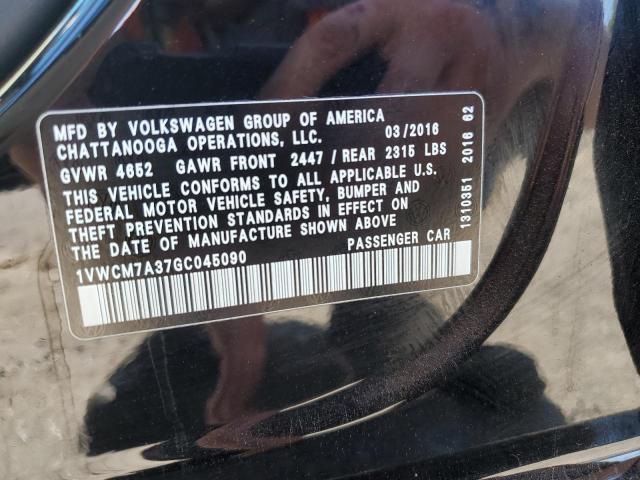 MFD BY VOLKSWAGEN GROUP OF AMERICA
CHATTANOOGA OPERATIONS, LLC. 03/2016
GVWR 4652 GAWR FRONT 2447 / REAR 2315 LBS
THIS VEHICLE CONFORMS TO ALL APPLICABLE U.S.
FEDERAL MOTOR VEHICLE SAFETY, BUMPER AND
THEFT PREVENTION STANDARDS IN EFFECT ON
THE DATE OF MANUFACTURE SHOWN ABOVE
1VWCM7A37GC045090 PASSENGER CAR
1310351 2016 62